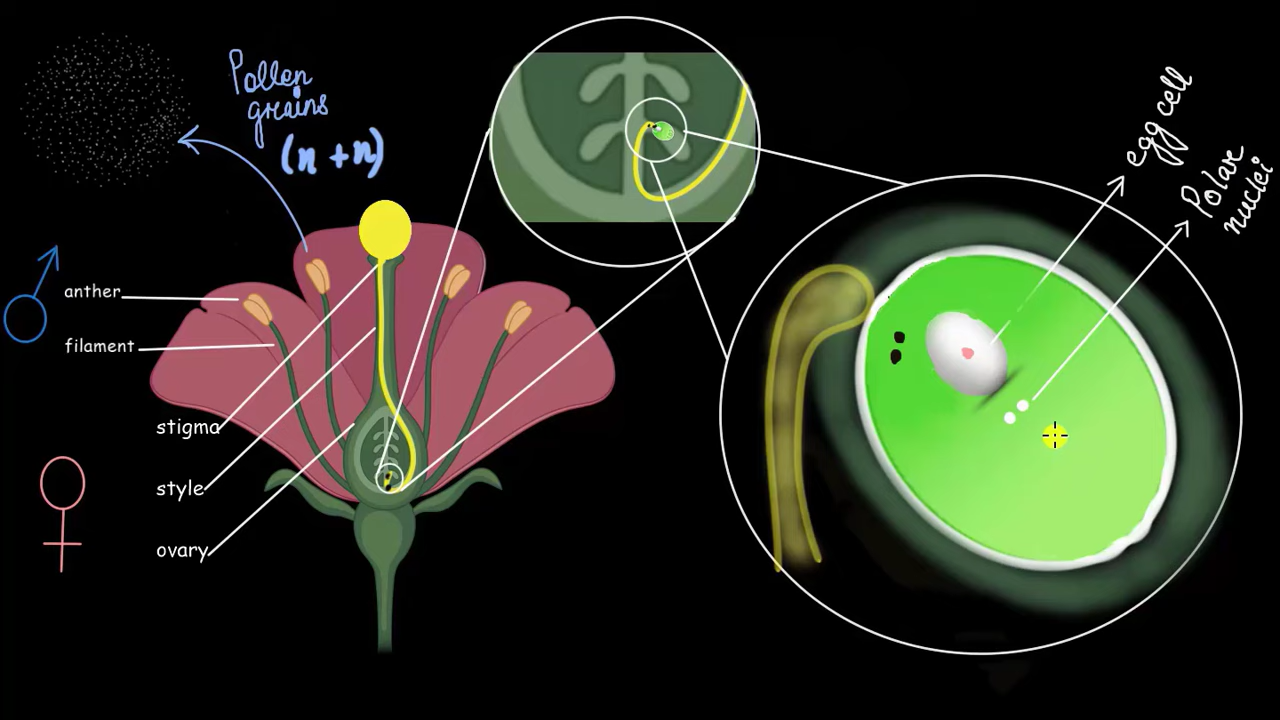 Pollen
grains
(n + n)
egg cell
Polar
nuclei
anther
filament
stigma
style
ovary